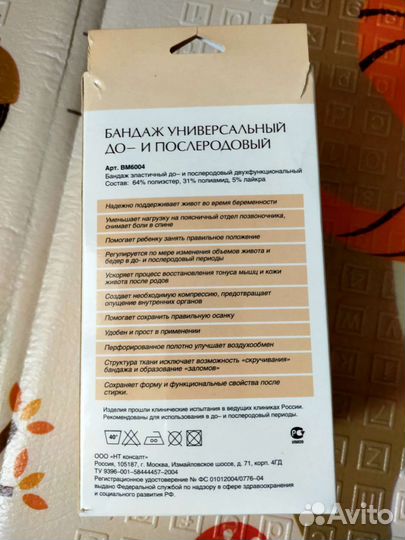 БАНДАЖ УНИВЕРСАЛЬНЫЙ
ДО– И ПОСЛЕРОДОВЫЙ
Арт. BM6004
Бандаж эластичный до– и послеродовый двухфункциональный
Состав: 64% полиэстер, 31% полиамид, 5% лайкра
Надежно поддерживает живот во время беременности
Уменьшает нагрузку на поясничный отдел позвоночника,
снимает боли в спине
Помогает ребенку занять правильное положение
Регулируется по мере изменения объемов живота и
бедер в до– и послеродовый периоды
Ускоряет процесс восстановления тонуса мышц и кожи
живота после родов
Создает необходимую компрессию, предотвращает
опущение внутренних органов
Помогает сохранить правильную осанку
Удобен и прост в применении
Перфорированное полотно улучшает воздухообмен
Структура ткани исключает возможность «скручивания»
бандажа и образование «заломов»
Сохраняет форму и функциональные свойства после
стирки.
Изделия прошли клинические испытания в ведущих клиниках России.
Рекомендованы для использования в до– и послеродовый периоды.
40°
ООО «НТ консалт»
Россия, 105187, г. Москва, Измайловское шоссе, д. 71, корп. 4ГД
ТУ 9396–001–58444457–2004
Регистрационное удостоверение № ФС 01012004/0776–04
выдано Федеральной службой по надзору в сфере здравоохранения
и социального развития РФ.
Avito